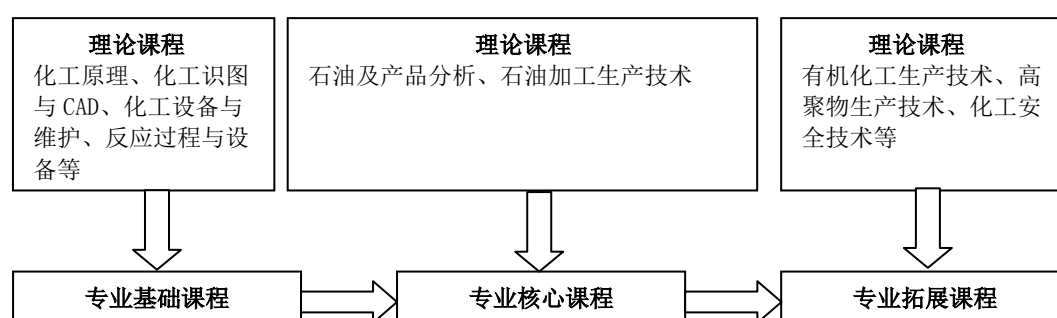 理论课程
化工原理、化工识图
与 CAD、化工设备与
维护、反应过程与设
备等
理论课程
石油及产品分析、石油加工生产技术
理论课程
有机化工生产技术、高
聚物生产技术、化工安
全技术等
专业基础课程
专业核心课程
专业拓展课程